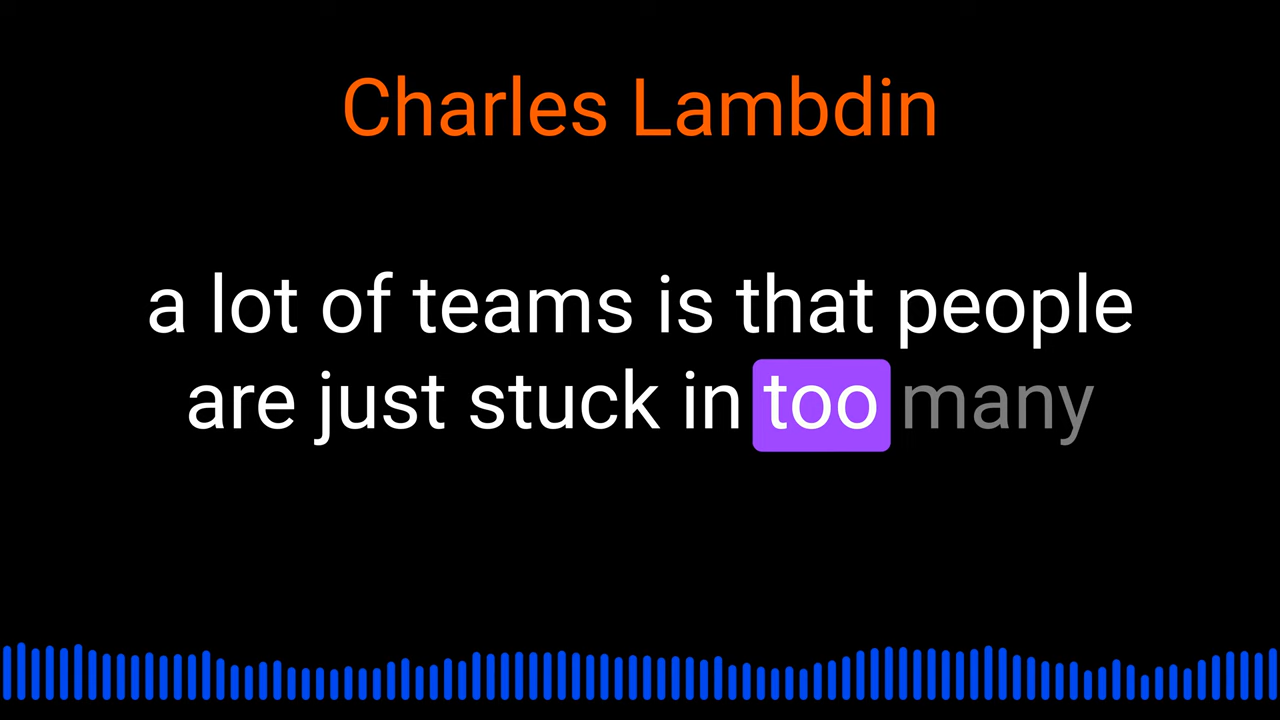 Charles Lambdin
a lot of teams is that people
are just stuck in too many